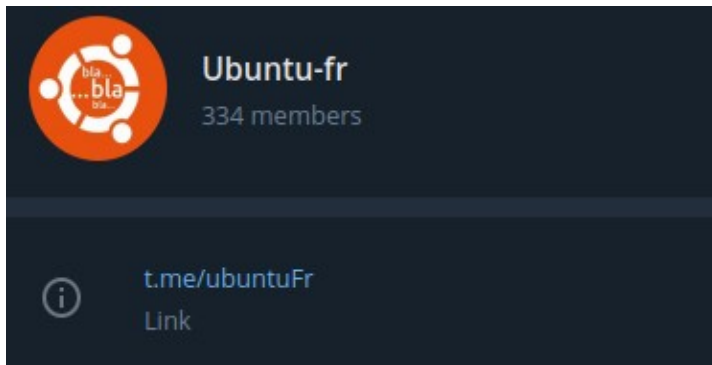 bla...
...bla
bla...
Ubuntu-fr
334 members
t.me/ubuntuFr
Link